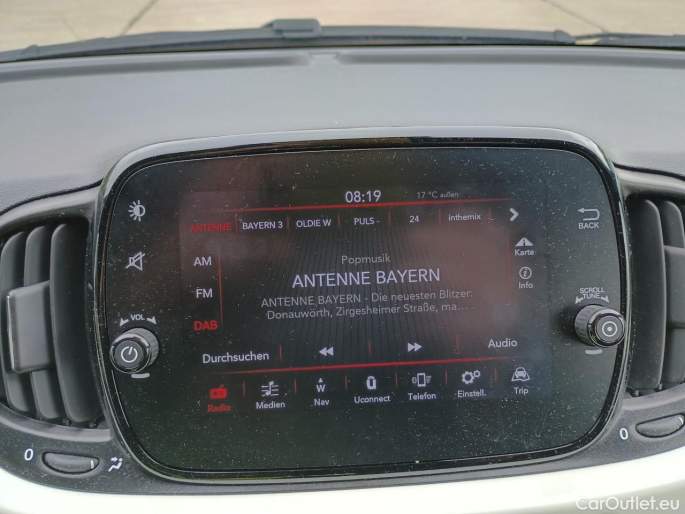 08:19 17 °C außen
ANTENNE BAYERN 3 OLDIE W PULS - 24 inthemix
BACK
AM
Popmusik
Karte
ANTENNE BAYERN
FM
Info
ANTENNE BAYERN - Die neuesten Blitzer:
Donauwörth, Zirgesheimer Straße, ma...
SCROLL
TUNE
VOL
DAB
Durchsuchen Audio
Radio Medien Nav Uconnect Telefon Einstell. Trip
W
0 0
CarOutlet.eu